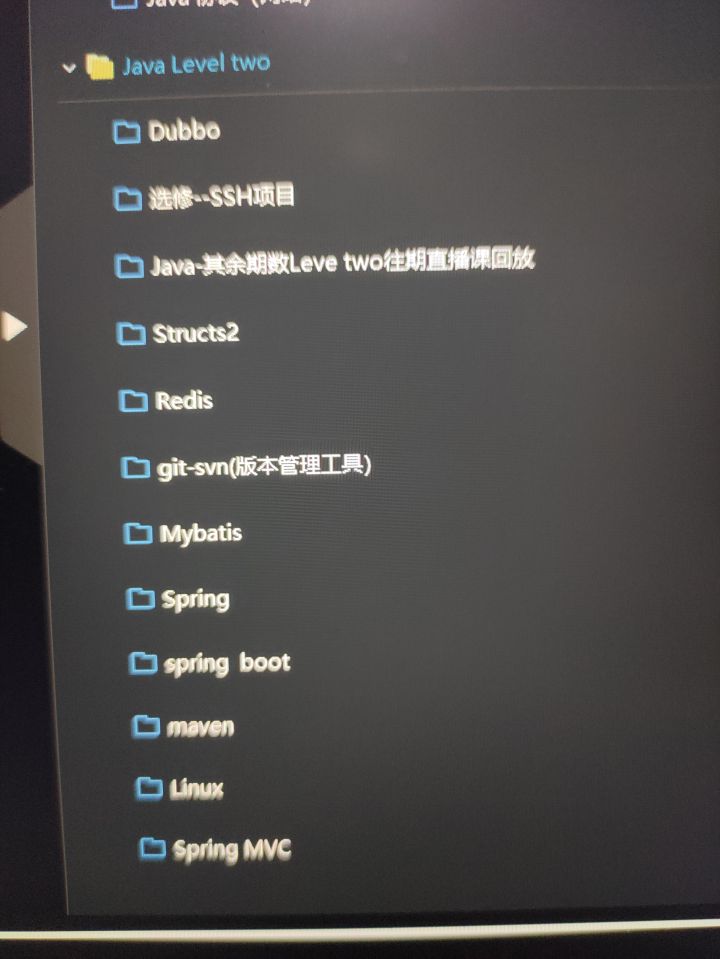 Java Level two
Dubbo
选修--SSH项目
Java-其余期数Leve two往期直播课回放
Structs2
Redis
git-svn(版本管理工具)
Mybatis
Spring
spring boot
maven
Linux
Spring MVC